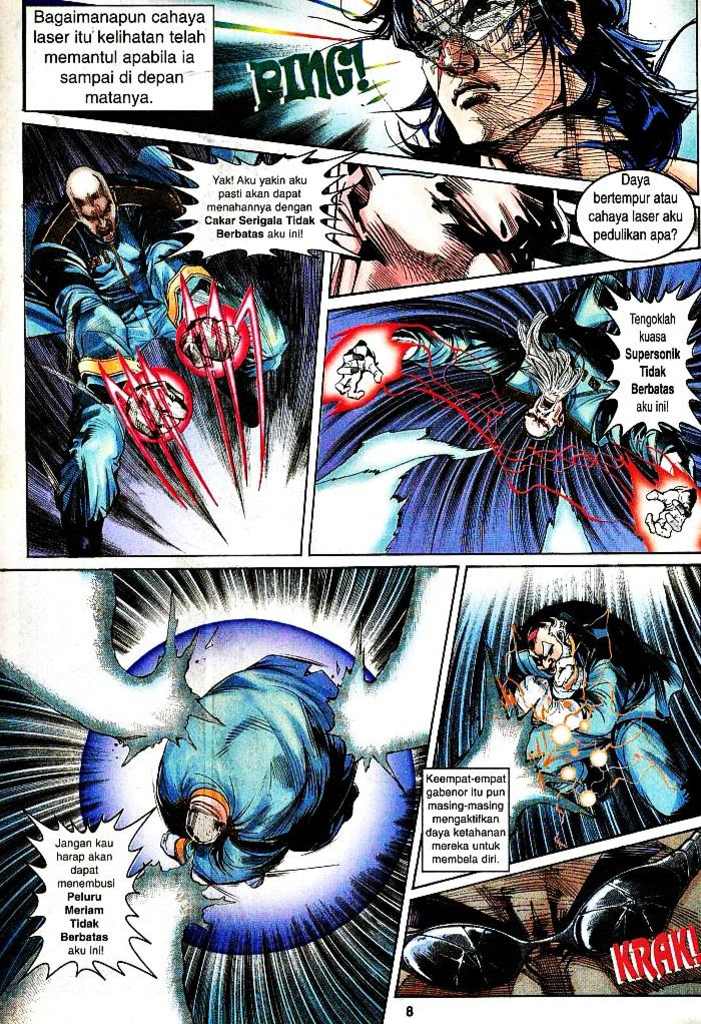 Bagaimanapun cahaya
laser itu kelihatan telah
memantul apabila ia
sampai di depan
matanya.
PING!
Yak! Aku yakin aku
pasti akan dapat
menahannya dengan
Cakar Serigala Tidak
Berbatas aku ini!
Daya
bertempur atau
cahaya laser aku
pedulikan apa?
Tengoklah
kuasa
Supersonik
Tidak
Berbatas
aku ini!
Jangan kau
harap akan
dapat
menembusi
Peluru
Meriam
Tidak
Berbatas
aku ini!
Keempat-empat
gabenor itu pun
masing-masing
mengaktifkan
daya ketahanan
mereka untuk
membela diri.
KRAK!
8